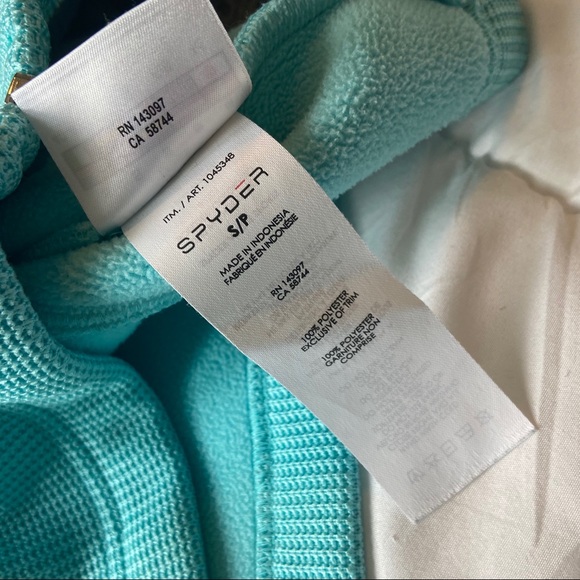 RN 143097
CA 58744
ITM. / ART. 1045348
SPYDER
S/P
MADE IN INDONESIA
FABRIQUÉ EN INDONÉSIE
RN 143097
CA 58744
100% POLYESTER
EXCLUSIVE OF TRIM
100% POLYESTER
GARNITURE NON
COMPRISE